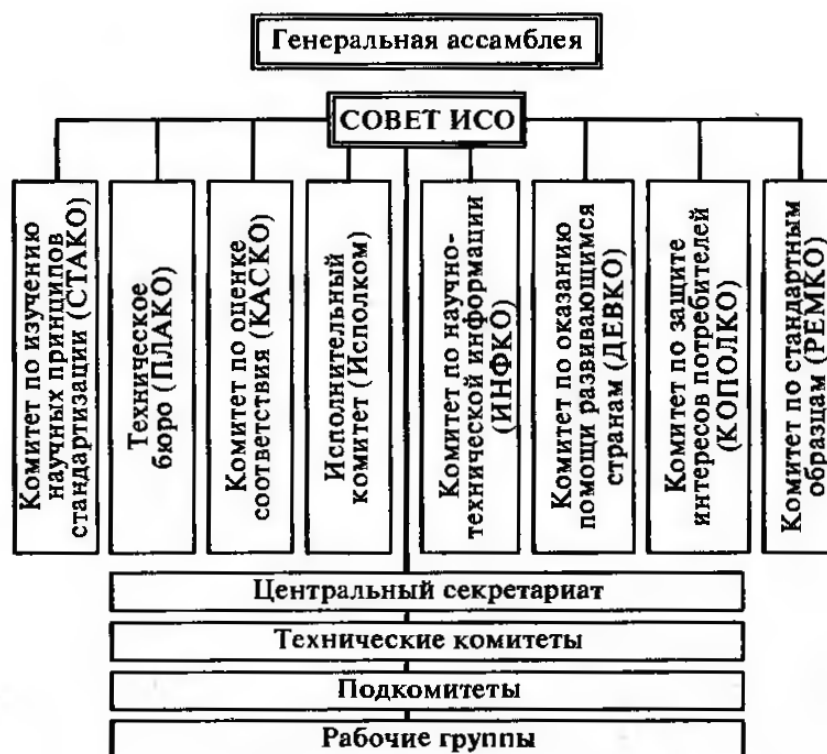 Генеральная ассамблея
СОВЕТ ИСО
Комитет по изучению
научных принципов
стандартизации (СТАКО)
Техническое
бюро (ПЛАКО)
Комитет по оценке
соответствия (КАСКО)
Исполнительный
комитет (Исполком)
Комитет по научно-
технической информации
(ИНФКО)
Комитет по оказанию
помощи развивающимся
странам (ДЕВКО)
Комитет по защите
интересов потребителей
(КОПОЛКО)
Комитет по стандартным
образцам (РЕМКО)
Центральный секретариат
Технические комитеты
Подкомитеты
Рабочие группы